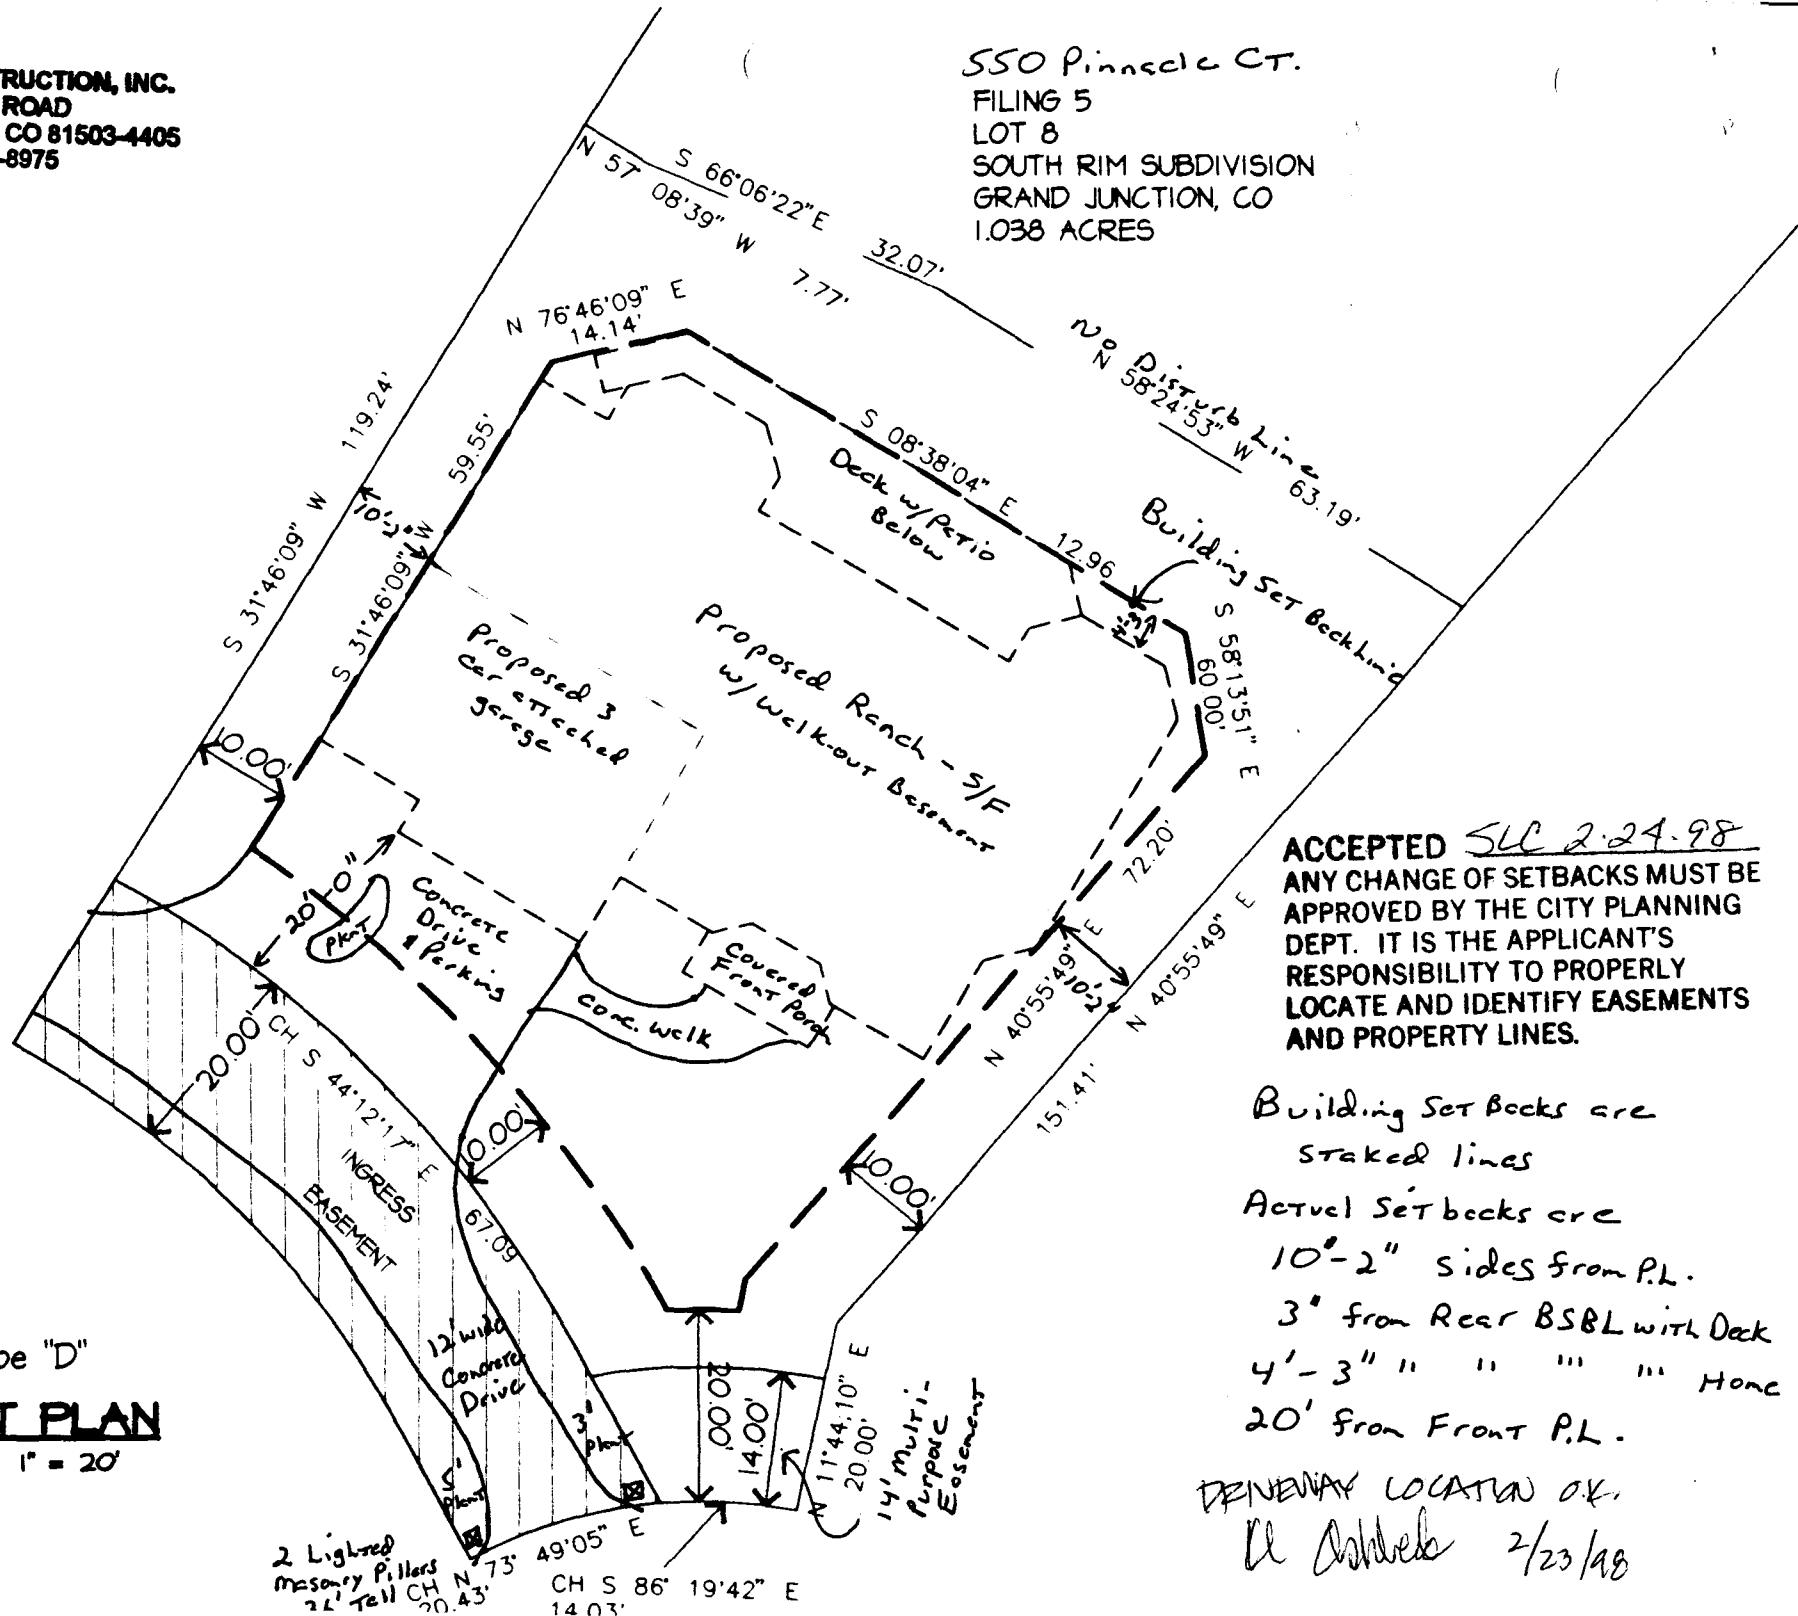 RUCTION, INC.
ROAD
CO 81503-4405
-8975
550 Pinnacle CT.
FILING 5
LOT 8
SOUTH RIM SUBDIVISION
GRAND JUNCTION, CO
1.038 ACRES
S 66°06'22" E
32.07'
N 57° 08'39" W
7.77'
N 76°46'09" E
14.14'
No Disturb Line
N 58°24'53" W
63.19'
119.24'
S 31°46'09" W
59.55'
S 31°46'09" W
10'-2"
S 08°38'04" E
12.96
Deck w/Patio
Below
Building Set Back Line
4'-3"
S 58°13'51" E
60.00'
Proposed 3
car attached
garage
Proposed Ranch - S/F
w/ walk-out Basement
10.00'
72.20'
N 40°55'49" E
10'-2"
N 40°55'49" E
151.41'
20'-0"
plant
Concrete
Drive
& Parking
Covered
Front Porch
conc. walk
20.00'
CH S 44°12'17" E
67.09
INGRESS
EASEMENT
10.00'
10.00'
12' wide
Concrete
Drive
3'
plant
5'
plant
20.00'
14.00'
N 11°44'10" E
20.00'
14' Multi-
Purpose
Easement
2 Lighted
masonry Pillars
Tall
CH N 73° 49'05" E
20.43'
CH S 86° 19'42" E
14.03'
pe "D"
T PLAN
1" = 20'
ACCEPTED SLC 2-24-98
ANY CHANGE OF SETBACKS MUST BE
APPROVED BY THE CITY PLANNING
DEPT. IT IS THE APPLICANT'S
RESPONSIBILITY TO PROPERLY
LOCATE AND IDENTIFY EASEMENTS
AND PROPERTY LINES.
Building Set Backs are
staked lines
Actual Setbacks are
10'-2" sides from P.L.
3" from Rear BSBL with Deck
4'-3" " " " " Home
20' from Front P.L.
DRIVEWAY LOCATION O.K.
2/23/98